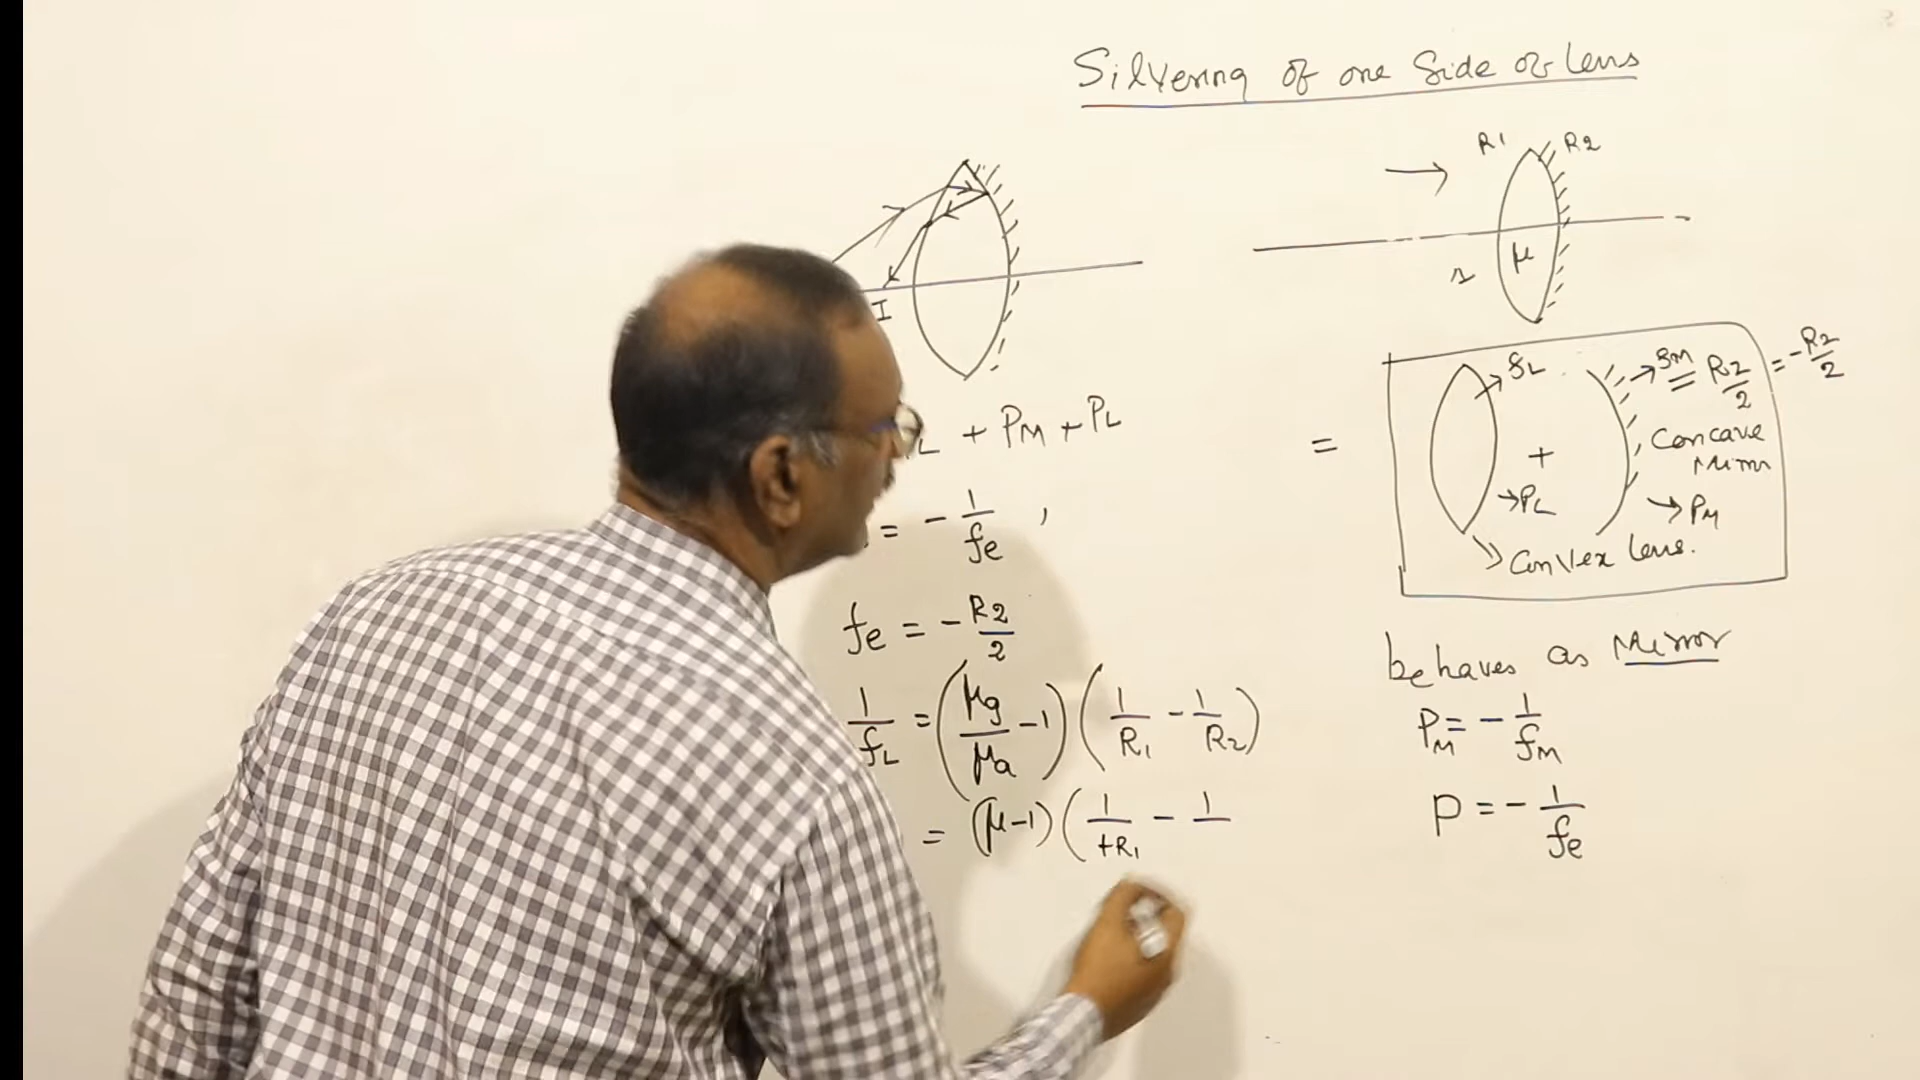 Silvering of one Side of Lens
R1 R2
μ
I
fL
fM = R2/2 = -R2/2
+
=
Concave
Mirror
PL
PM
Convex lens.
L + PM + PL
= - 1/fe ,
fe = - R2/2
1/fL = (μg/μa - 1) (1/R1 - 1/R2)
= (μ-1) (1/+R1 - 1/
behaves as Mirror
PM = - 1/fM
P = - 1/fe